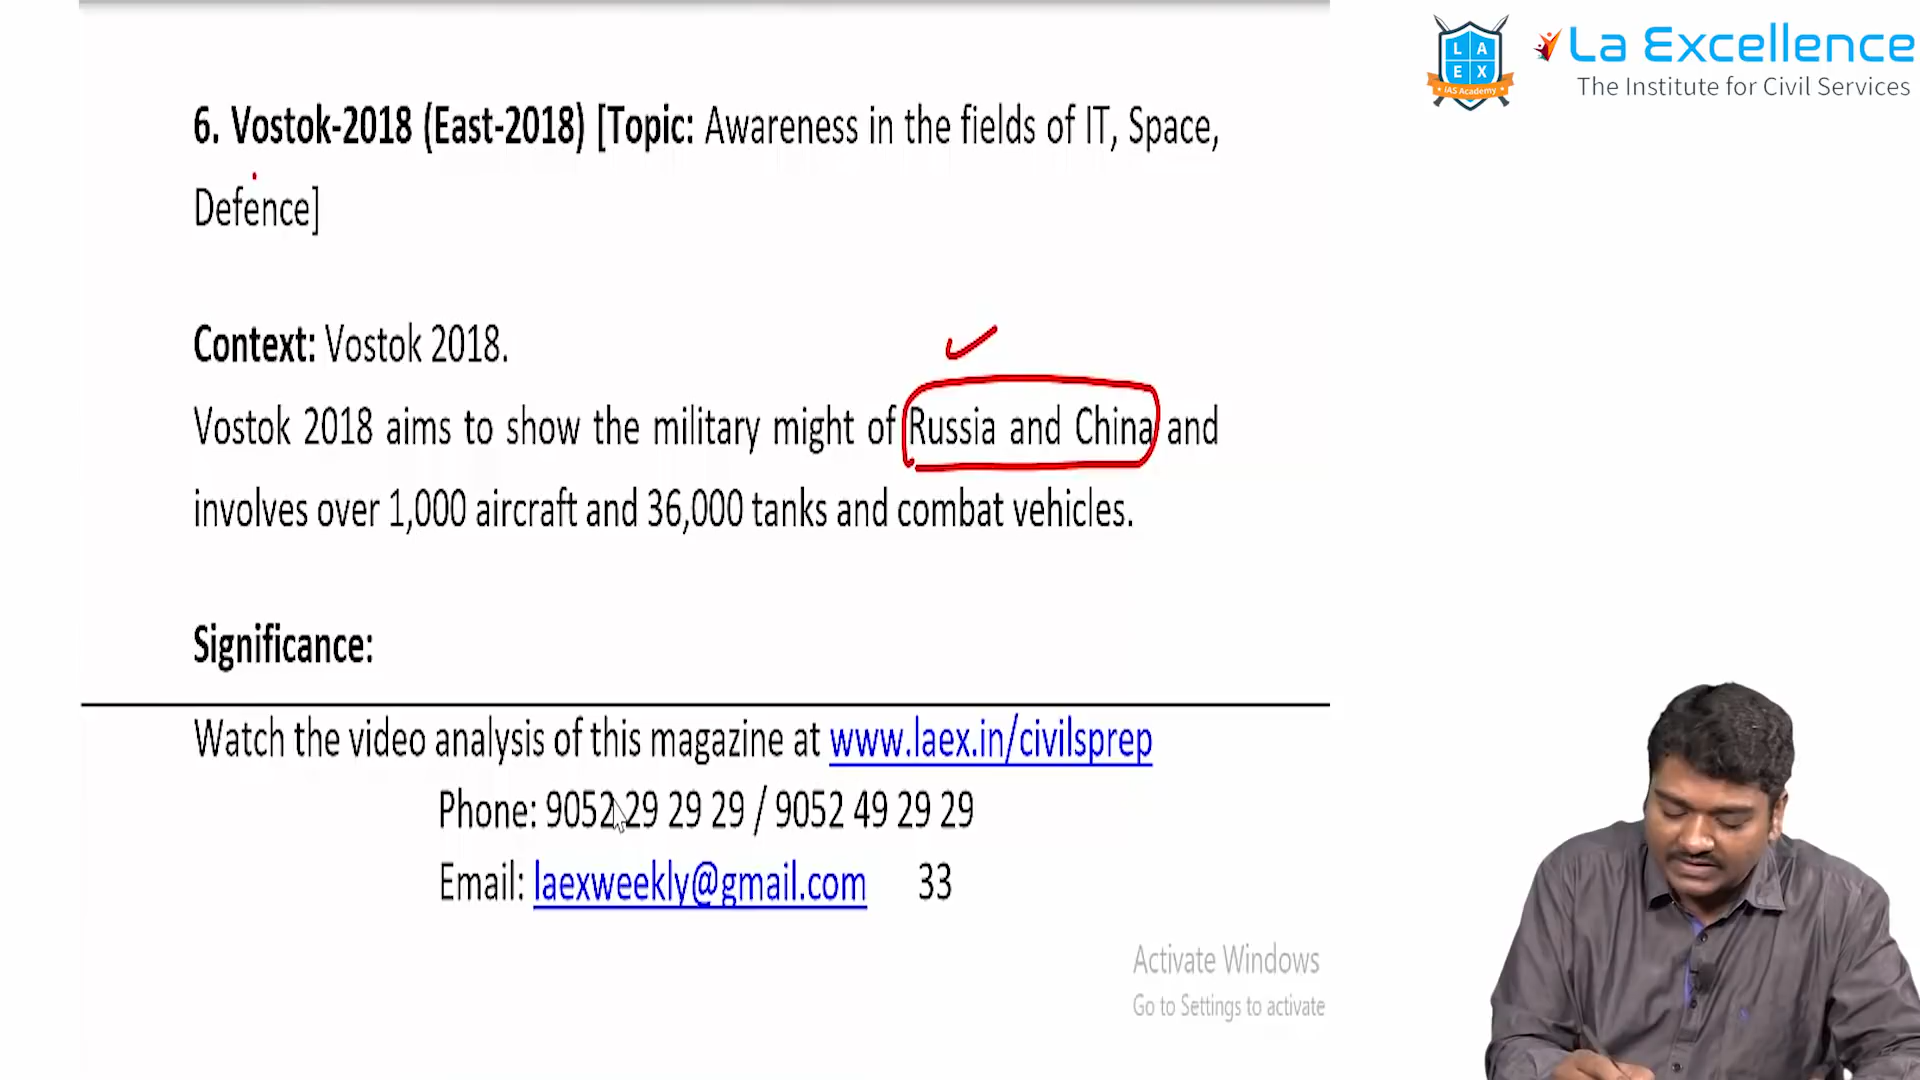 LA
EX
IAS Academy
La Excellence
The Institute for Civil Services
6. Vostok-2018 (East-2018) [Topic: Awareness in the fields of IT, Space,
Defence]
Context: Vostok 2018.
Vostok 2018 aims to show the military might of Russia and China and
involves over 1,000 aircraft and 36,000 tanks and combat vehicles.
Significance:
Watch the video analysis of this magazine at www.laex.in/civilsprep
Phone: 9052 29 29 29 / 9052 49 29 29
Email: laexweekly@gmail.com 33
Activate Windows
Go to Settings to activate